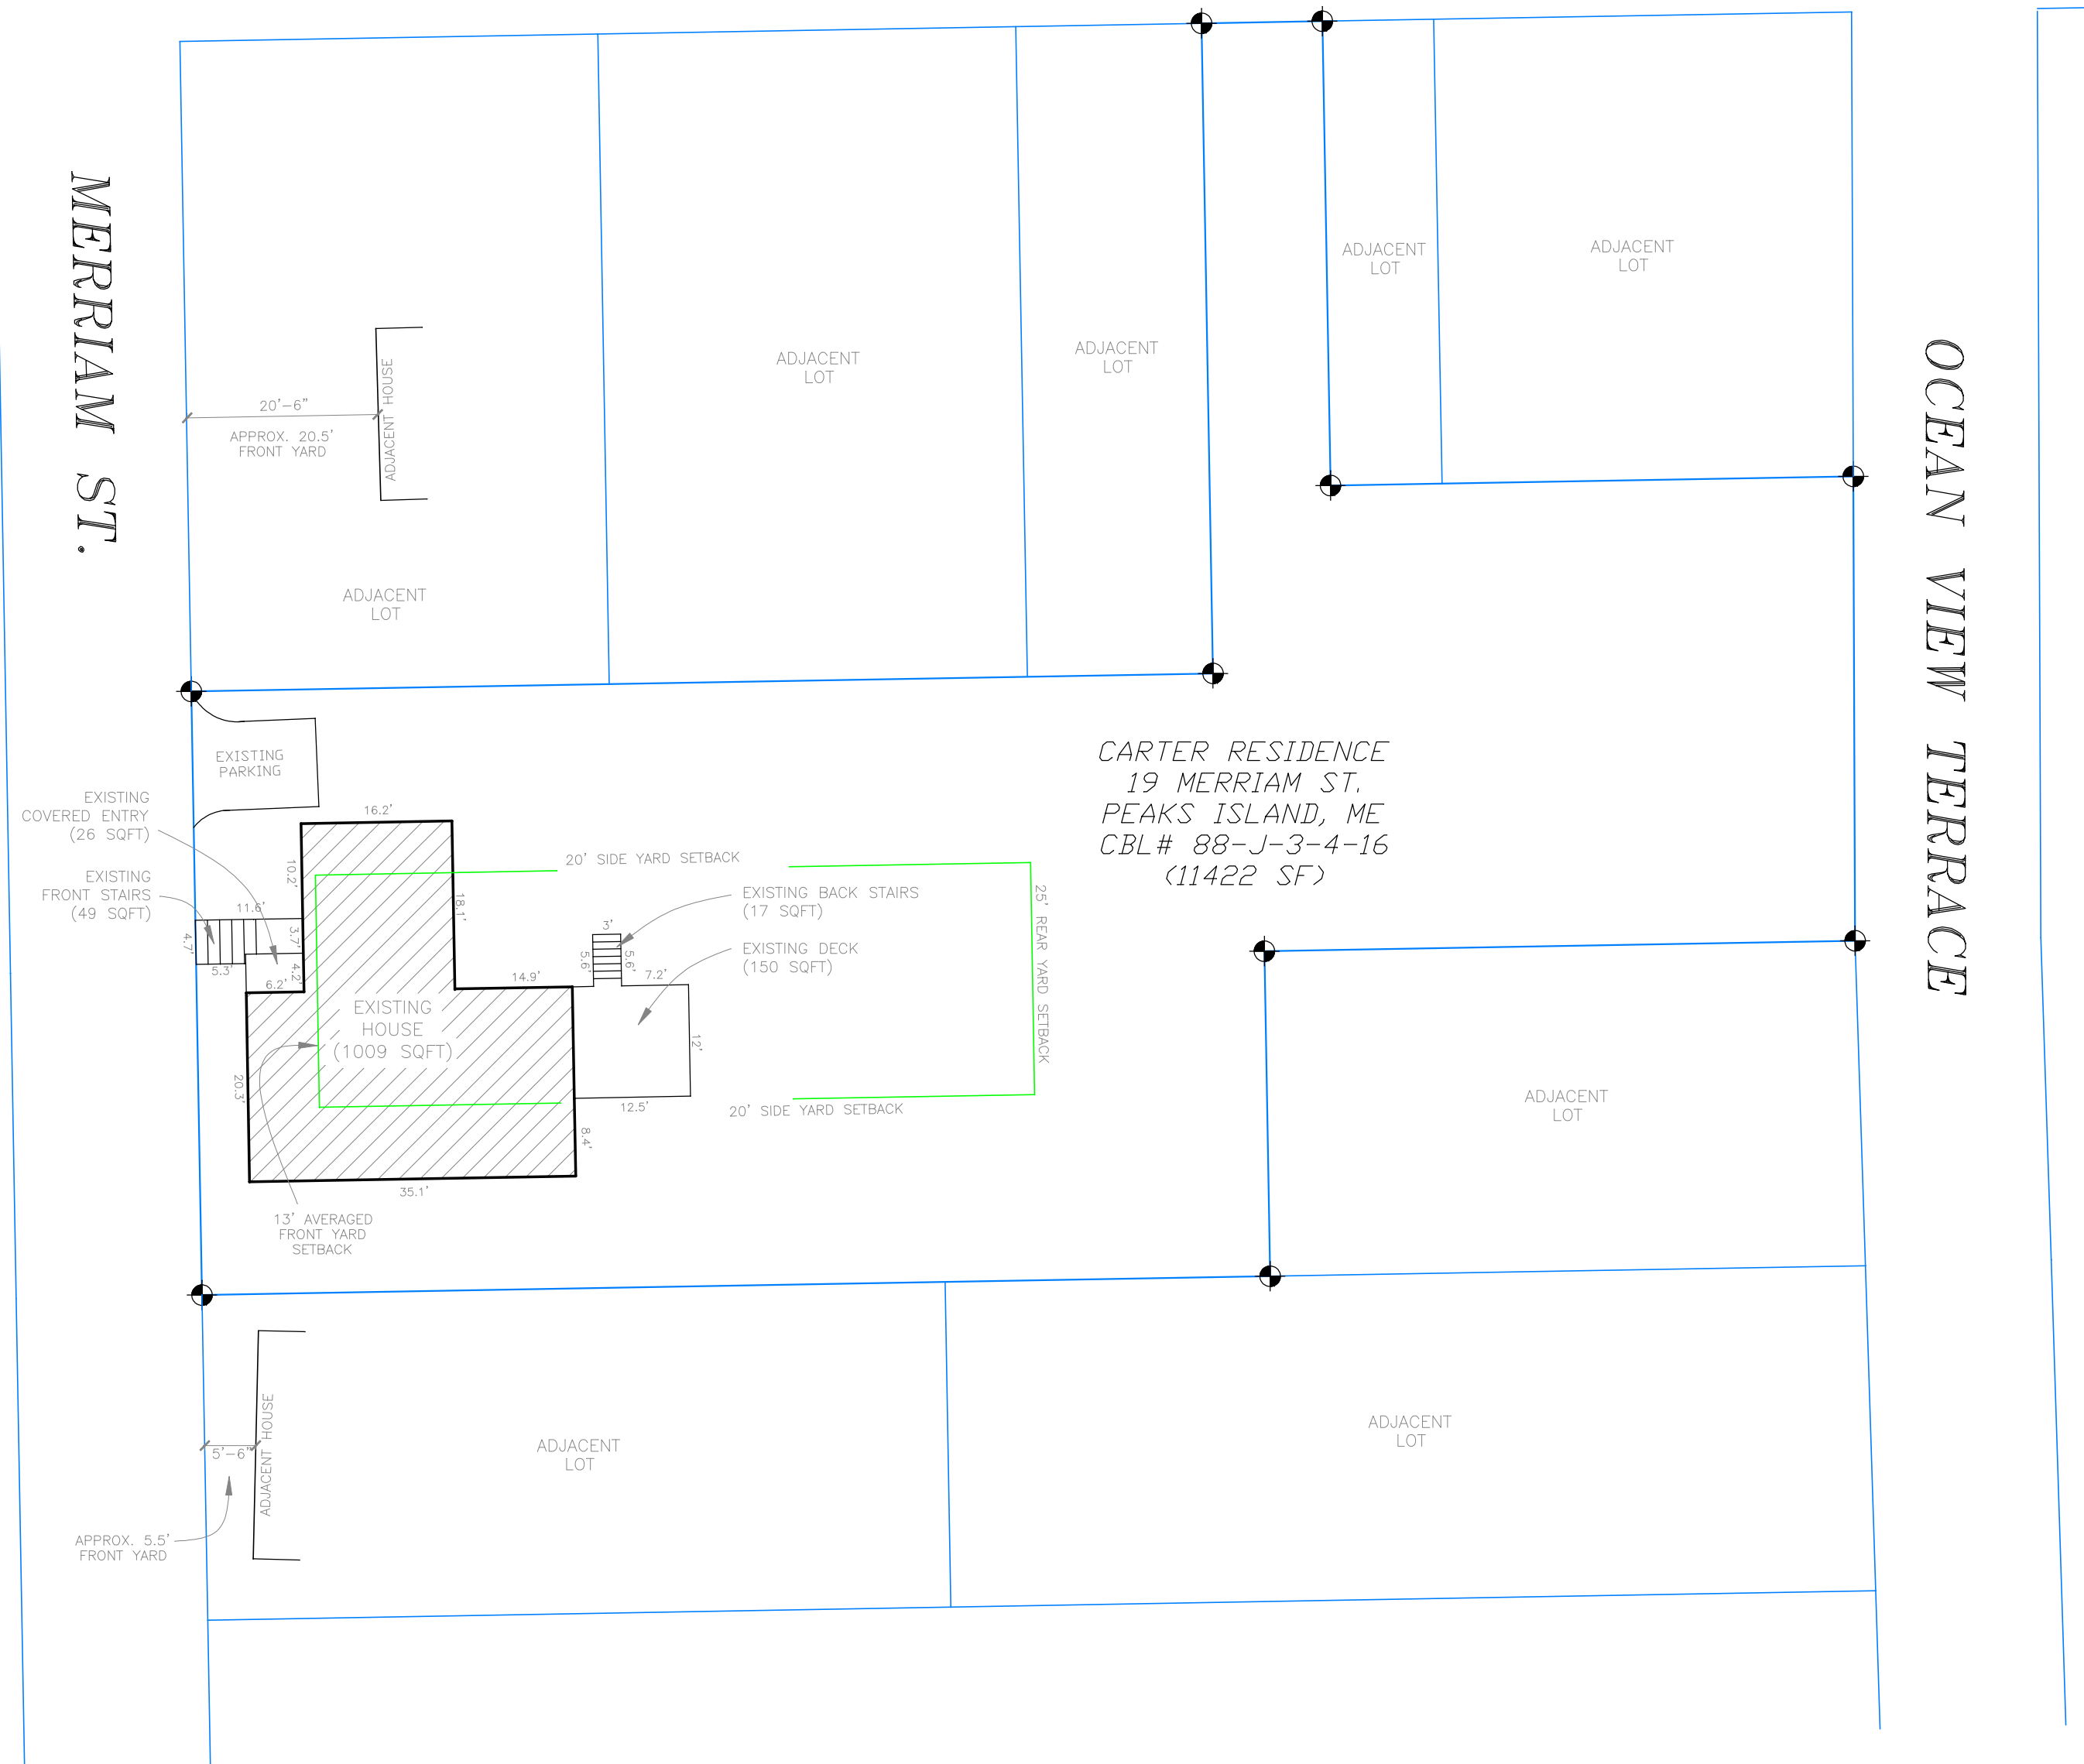 MERRIAM ST.
OCEAN VIEW TERRACE
ADJACENT
LOT
ADJACENT
LOT
ADJACENT
LOT
ADJACENT
LOT
ADJACENT HOUSE
20'-6"
APPROX. 20.5'
FRONT YARD
ADJACENT
LOT
EXISTING
PARKING
CARTER RESIDENCE
19 MERRIAM ST,
PEAKS ISLAND, ME
CBL# 88-J-3-4-16
(11422 SF)
EXISTING
COVERED ENTRY
(26 SQFT)
EXISTING
FRONT STAIRS
(49 SQFT)
16.2'
10.2'
18.1'
11.6'
4.7'
3.7'
5.3'
4.2'
6.2'
14.9'
20' SIDE YARD SETBACK
25' REAR YARD SETBACK
EXISTING BACK STAIRS
(17 SQFT)
EXISTING DECK
(150 SQFT)
3'
5.6'
5.6'
7.2'
12'
EXISTING
HOUSE
(1009 SQFT)
20.3'
12.5'
8.4'
35.1'
20' SIDE YARD SETBACK
13' AVERAGED
FRONT YARD
SETBACK
ADJACENT
LOT
5'-6"
ADJACENT HOUSE
APPROX. 5.5'
FRONT YARD
ADJACENT
LOT
ADJACENT
LOT